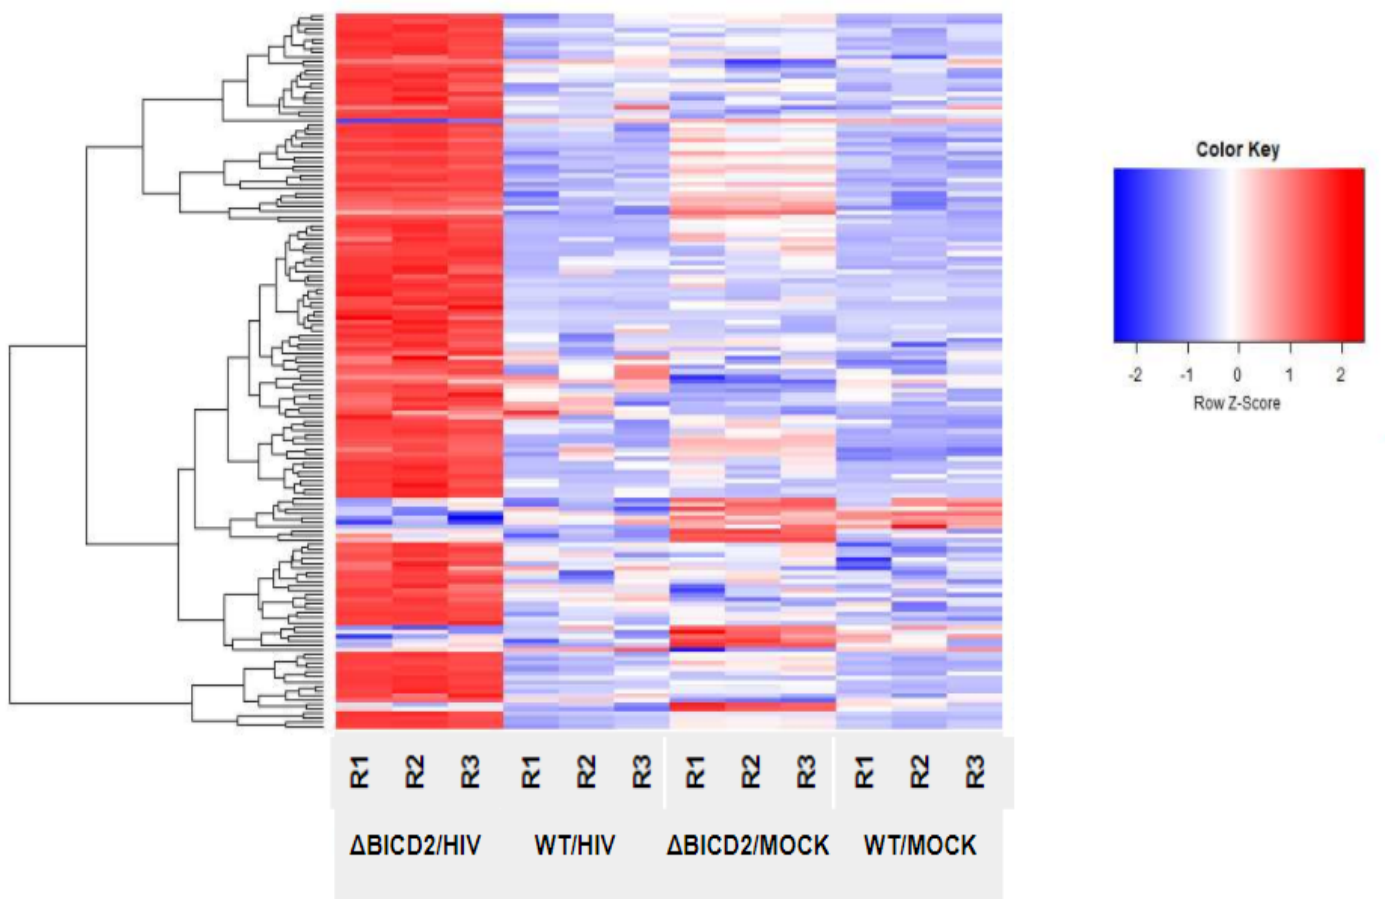 Color Key
-2 -1 0 1 2
Row Z-Score
R1 R2 R3 R1 R2 R3 R1 R2 R3 R1 R2 R3
ΔBICD2/HIV WT/HIV ΔBICD2/MOCK WT/MOCK